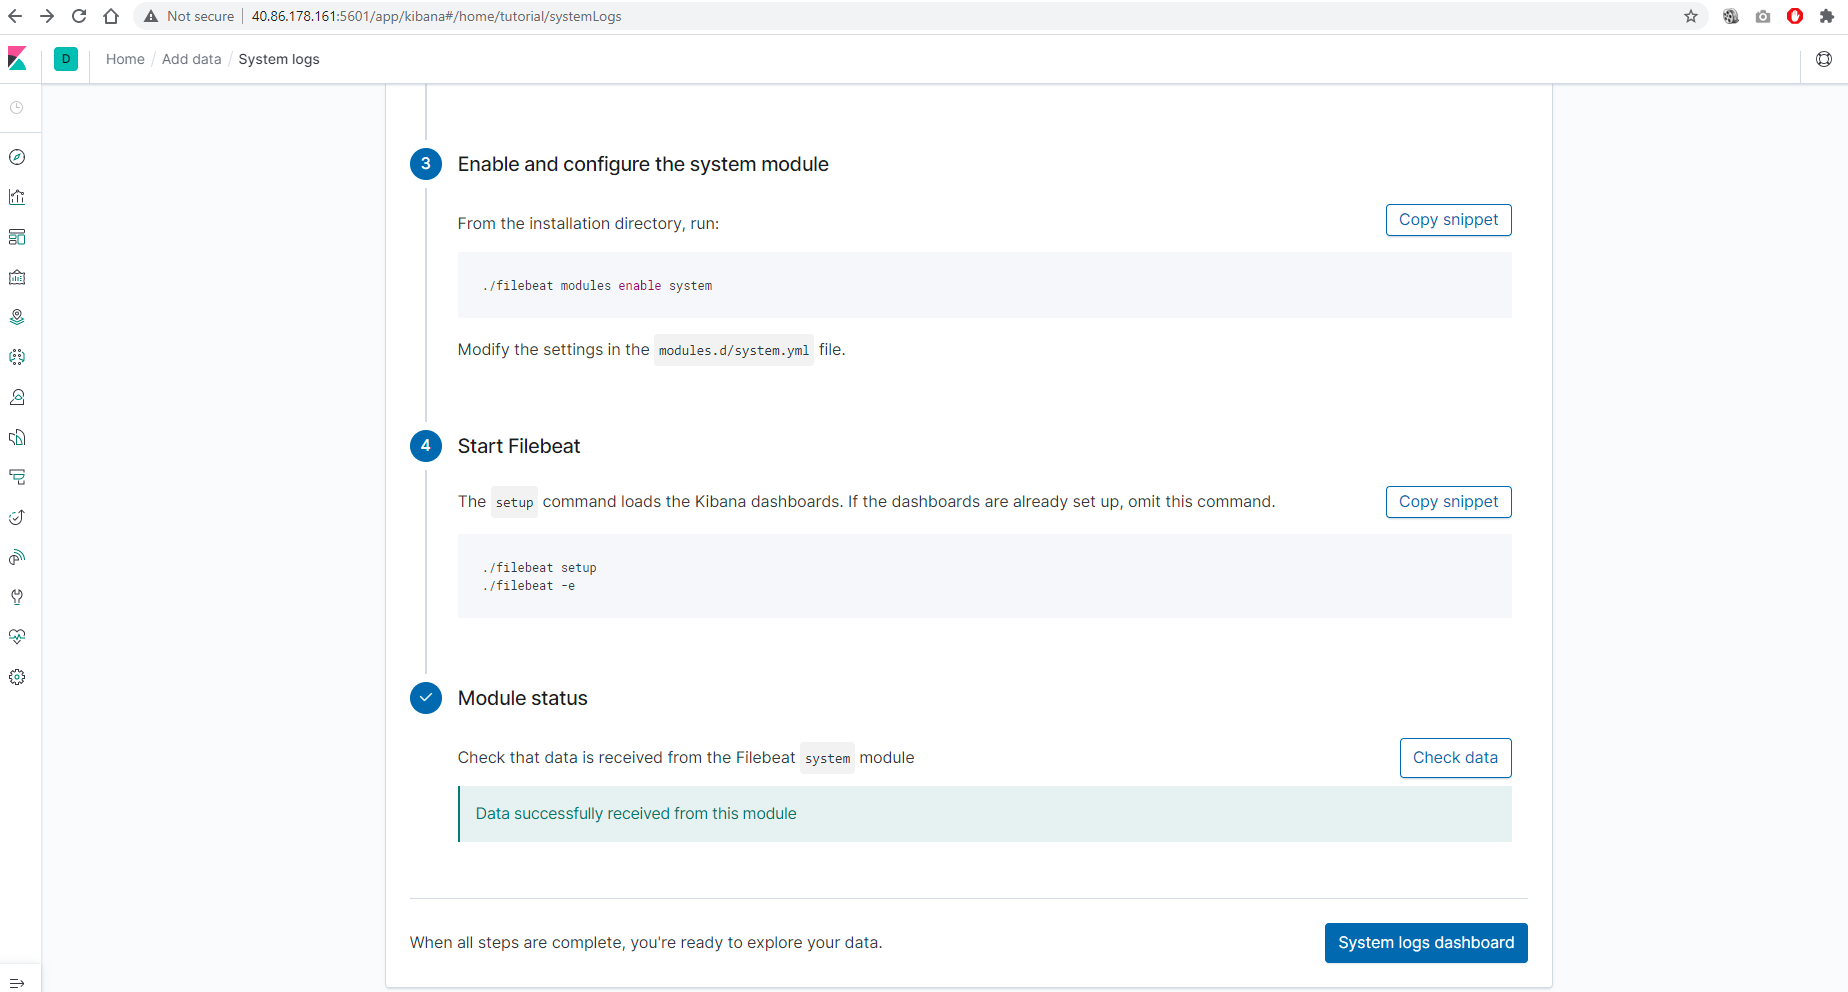 Not secure
40.86.178.161:5601/app/kibana#/home/tutorial/systemLogs
D
Home / Add data / System logs
3
Enable and configure the system module
From the installation directory, run:
Copy snippet
./filebeat modules enable system
Modify the settings in the modules.d/system.yml file.
4
Start Filebeat
The setup command loads the Kibana dashboards. If the dashboards are already set up, omit this command.
Copy snippet
./filebeat setup
./filebeat -e
Module status
Check that data is received from the Filebeat system module
Check data
Data successfully received from this module
When all steps are complete, you're ready to explore your data.
System logs dashboard